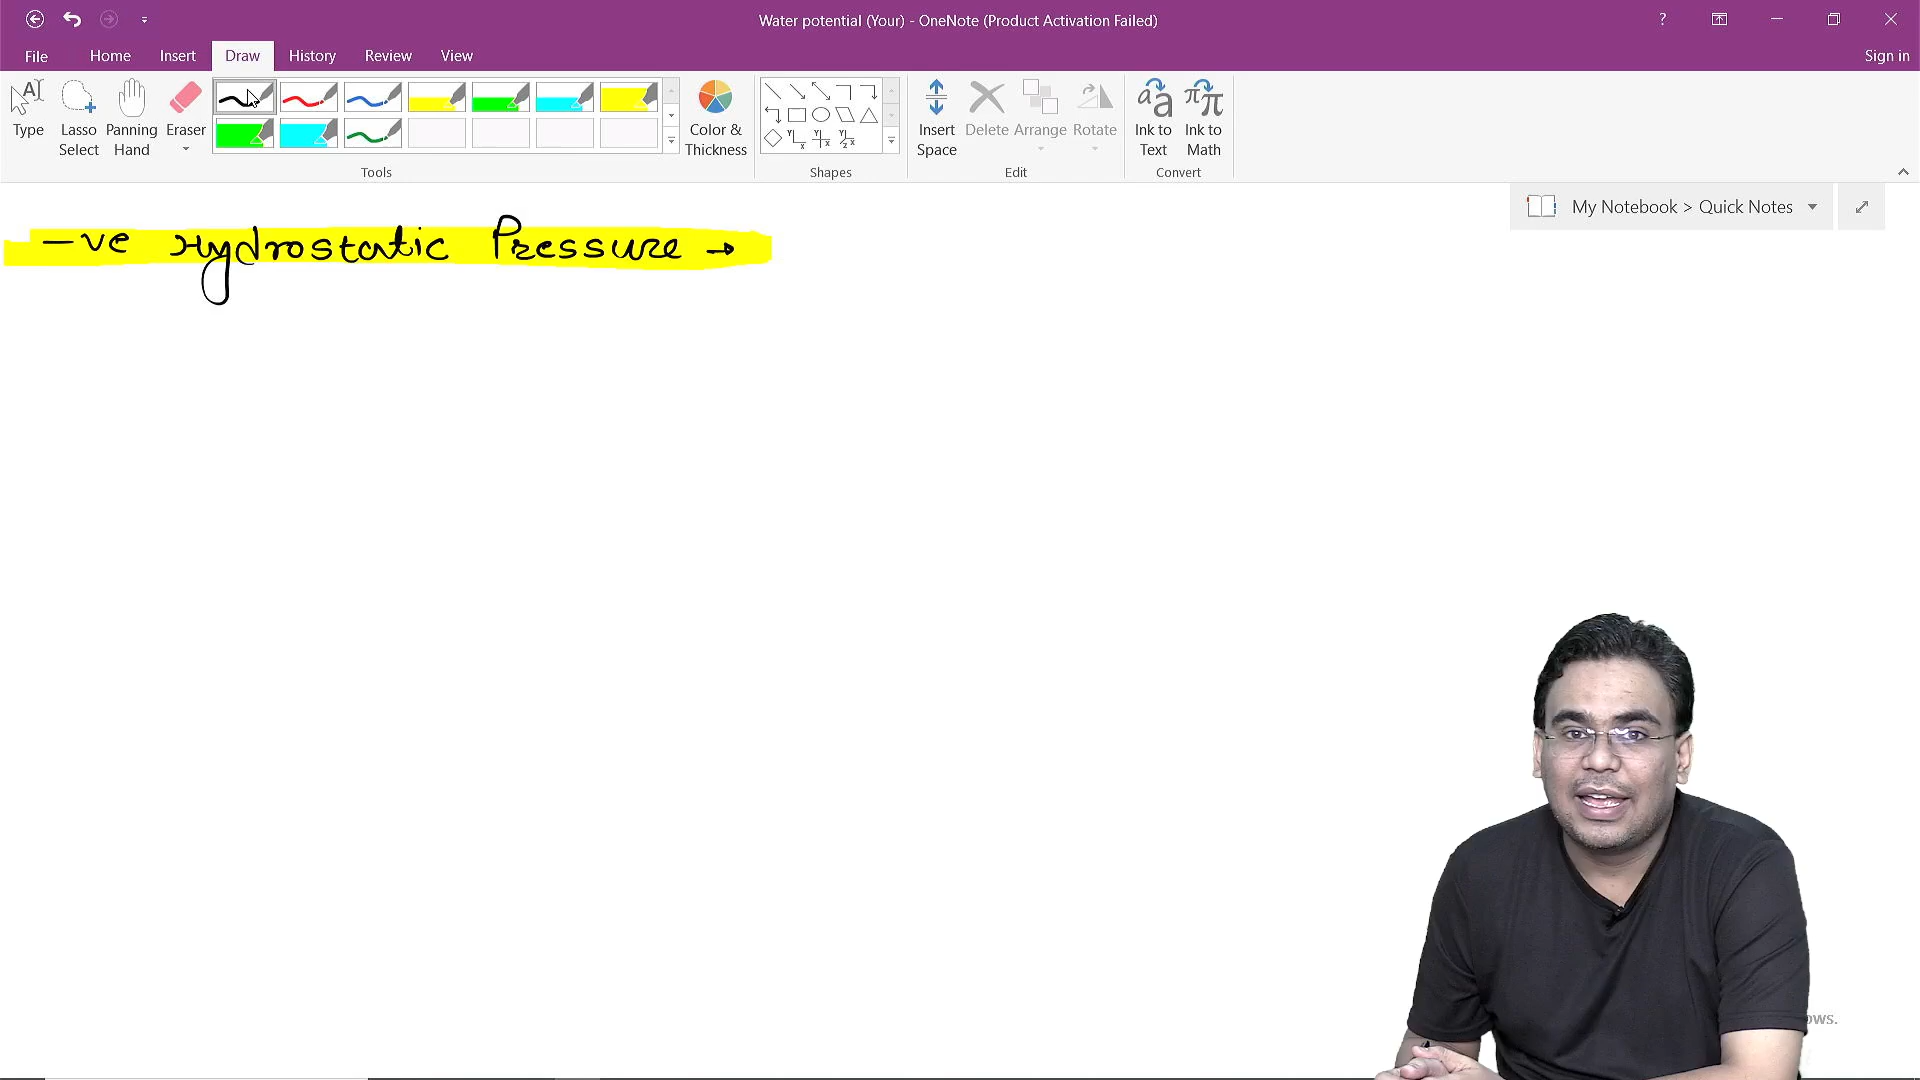 Water potential (Your) - OneNote (Product Activation Failed)
?
File Home Insert Draw History Review View
Sign in
Type
Lasso Select
Panning Hand
Eraser
Color & Thickness
Insert Space
Delete
Arrange
Rotate
Ink to Text
Ink to Math
Tools
Shapes
Edit
Convert
My Notebook > Quick Notes
-ve Hydrostatic Pressure →
ows.